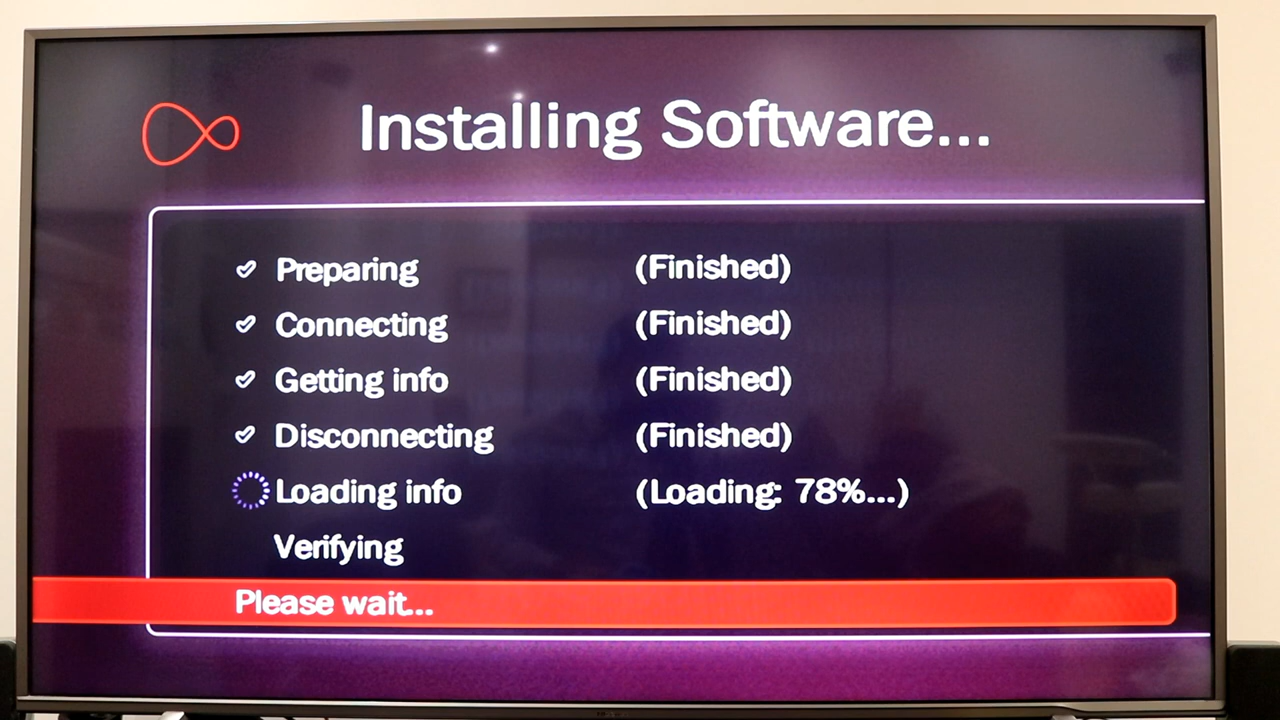 Installing Software...
Preparing (Finished)
Connecting (Finished)
Getting info (Finished)
Disconnecting (Finished)
Loading info (Loading: 78%...)
Verifying
Please wait...